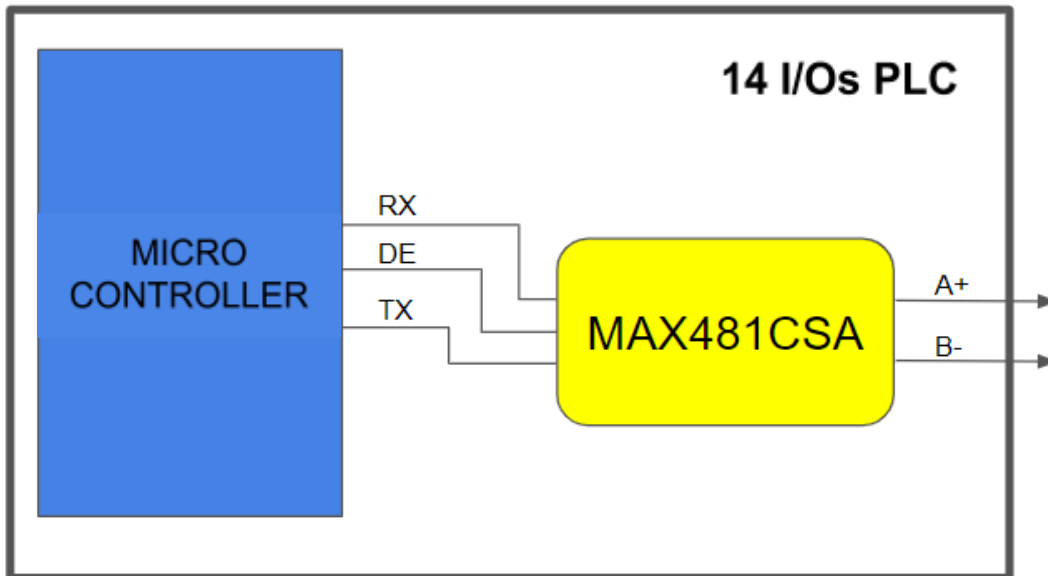 14 I/Os PLC
RX
DE
TX
MICRO
CONTROLLER
MAX481CSA
A+
B-